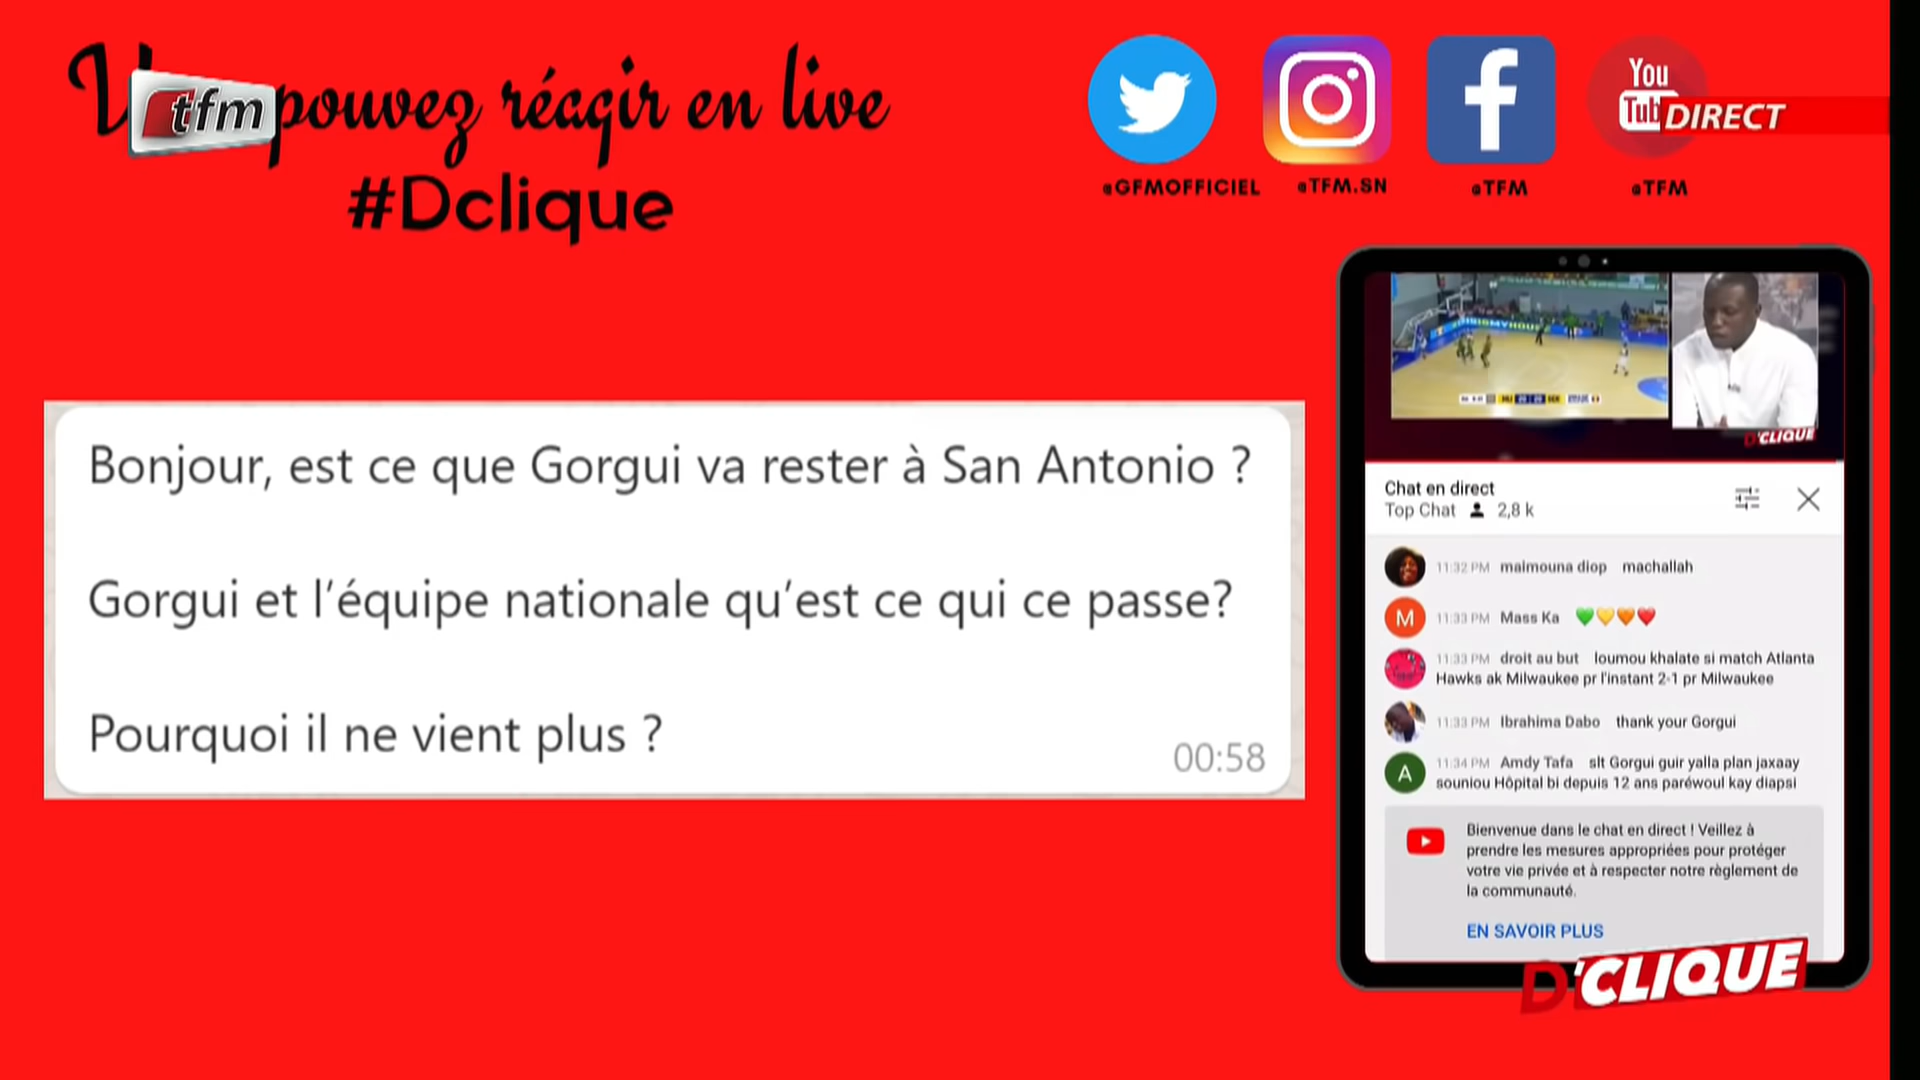 pouvez réagir en live
tfm
#Dclique
You
Tub
DIRECT
@GFMOFFICIEL
@TFM.SN
@TFM
@TFM
Bonjour, est ce que Gorgui va rester à San Antonio ?
Gorgui et l’équipe nationale qu’est ce qui ce passe?
Pourquoi il ne vient plus ?
00:58
D'CLIQUE
Chat en direct
Top Chat 2,8 k
11:32 PM maimouna diop machallah
M
11:33 PM Mass Ka 💚💛🧡❤️
11:33 PM droit au but loumou khalate si match Atlanta
Hawks ak Milwaukee pr l'instant 2-1 pr Milwaukee
11:33 PM Ibrahima Dabo thank your Gorgui
A
11:34 PM Amdy Tafa slt Gorgui guir yalla plan jaxaay
souniou Hôpital bi depuis 12 ans paréwoul kay diapsi
Bienvenue dans le chat en direct ! Veillez à
prendre les mesures appropriées pour protéger
votre vie privée et à respecter notre règlement de
la communauté.
EN SAVOIR PLUS
D'CLIQUE